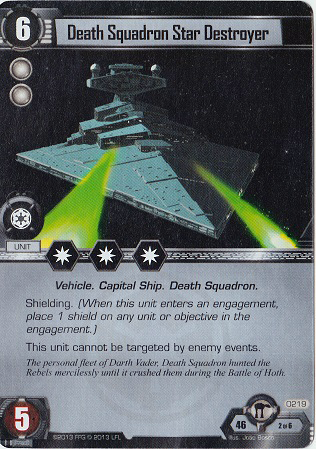 6
Death Squadron Star Destroyer
UNIT
Vehicle. Capital Ship. Death Squadron.
Shielding. (When this unit enters an engagement,
place 1 shield on any unit or objective in the
engagement.)
This unit cannot be targeted by enemy events.
The personal fleet of Darth Vader, Death Squadron hunted the
Rebels mercilessly until it crushed them during the Battle of Hoth.
5
0219
46
2 of 6
©2013 FFG © 2013 LFL
Illus. João Bosco